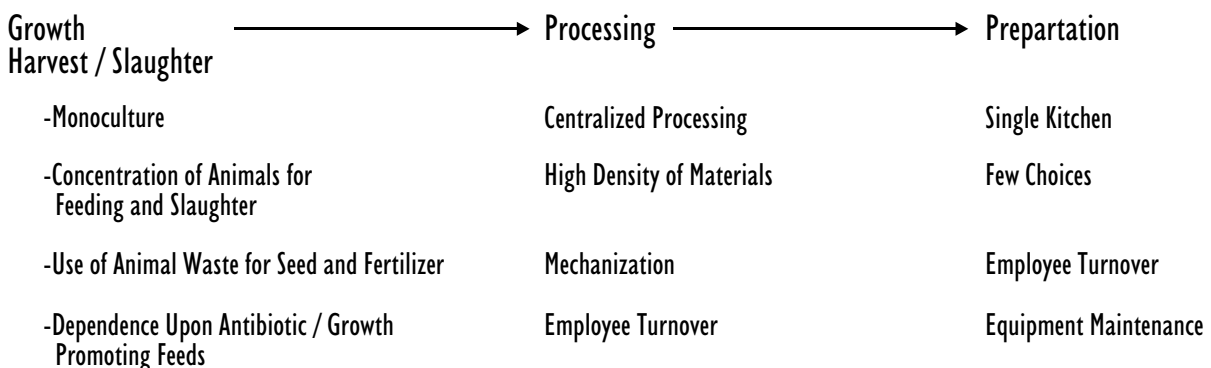 Growth
Harvest / Slaughter
Processing
Prepartation
-Monoculture
Centralized Processing
Single Kitchen
-Concentration of Animals for
Feeding and Slaughter
High Density of Materials
Few Choices
-Use of Animal Waste for Seed and Fertilizer
Mechanization
Employee Turnover
-Dependence Upon Antibiotic / Growth
Promoting Feeds
Employee Turnover
Equipment Maintenance